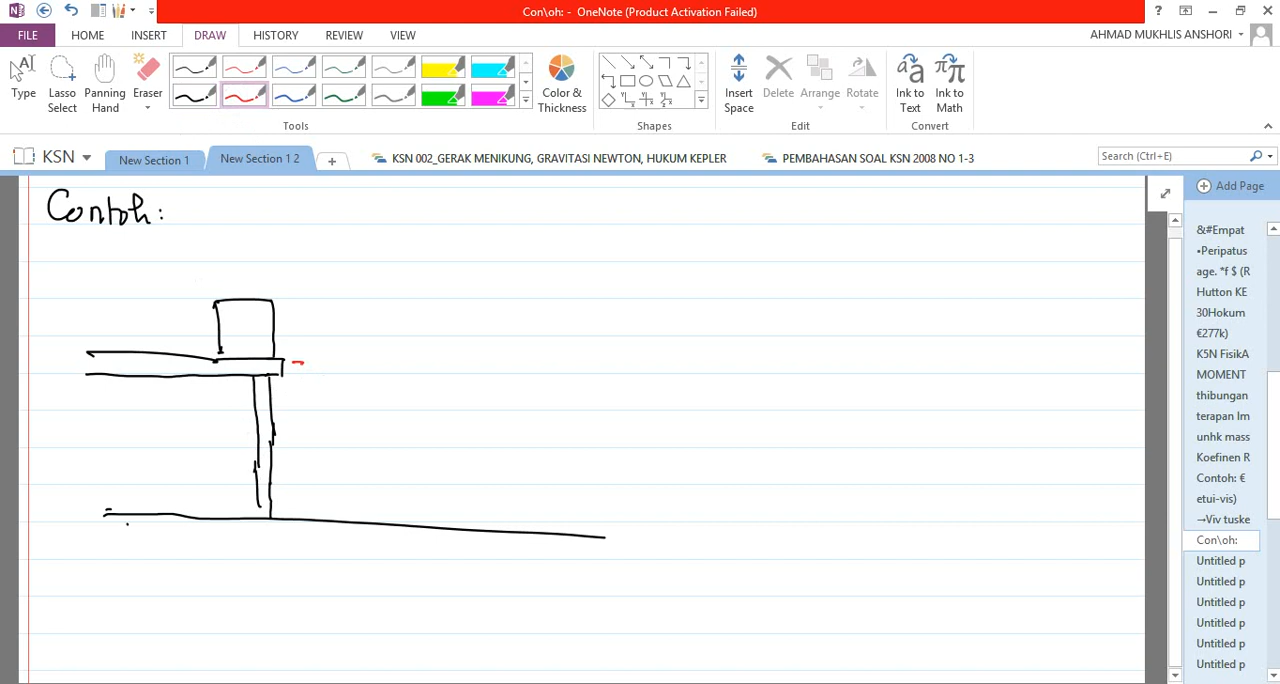 Con\oh: - OneNote (Product Activation Failed)
FILE HOME INSERT DRAW HISTORY REVIEW VIEW
AHMAD MUKHLIS ANSHORI
Type
Lasso Select
Panning Hand
Eraser
Color & Thickness
Insert Space
Delete
Arrange
Rotate
Ink to Text
Ink to Math
Tools
Shapes
Edit
Convert
KSN
New Section 1
New Section 1 2
KSN 002_GERAK MENIKUNG, GRAVITASI NEWTON, HUKUM KEPLER
PEMBAHASAN SOAL KSN 2008 NO 1-3
Search (Ctrl+E)
Contoh:
Add Page
&#Empat
•Peripatus
age. *f $ (R
Hutton KE
30Hokum
€277k)
K5N FisikA
MOMENT
thibungan
terapan Im
unhk mass
Koefinen R
Contoh: €
etui-vis)
→Viv tuske
Con\oh:
Untitled p
Untitled p
Untitled p
Untitled p
Untitled p
Untitled p